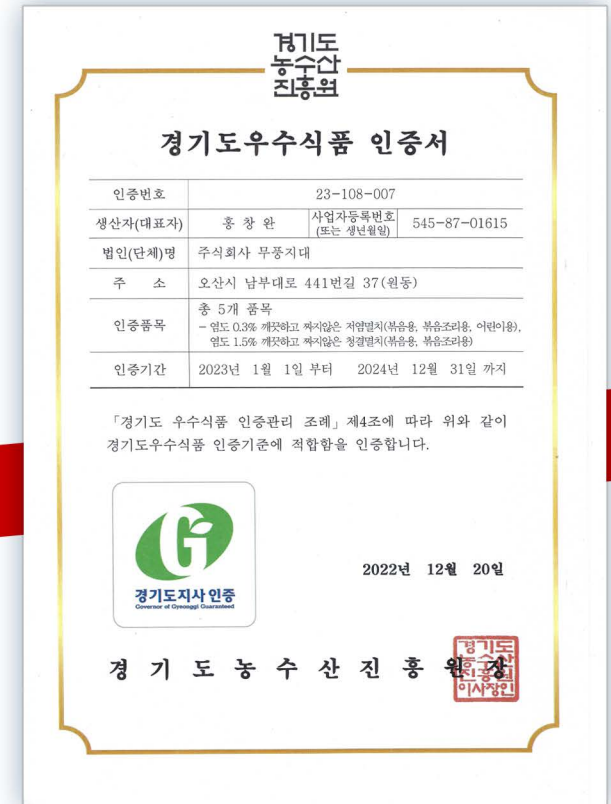 경기도
농수산
진흥원
경기도우수식품 인증서
인증번호 23-108-007
생산자(대표자) 홍 창 완 사업자등록번호 (또는 생년월일) 545-87-01615
법인(단체)명 주식회사 무풍지대
주 소 오산시 남부대로 441번길 37(원동)
인증품목 총 5개 품목
- 염도 0.3% 깨끗하고 짜지않은 저염멸치(볶음용, 볶음조리용, 어린이용),
염도 1.5% 깨끗하고 짜지않은 청결멸치(볶음용, 볶음조리용)
인증기간 2023년 1월 1일 부터 2024년 12월 31일 까지
「경기도 우수식품 인증관리 조례」제4조에 따라 위와 같이
경기도우수식품 인증기준에 적합함을 인증합니다.
G
경기도지사 인증
Governor of Gyeonggi Guaranteed
2022년 12월 20일
경 기 도 농 수 산 진 흥 원 장
경기도
농수산
진흥원
이사장인